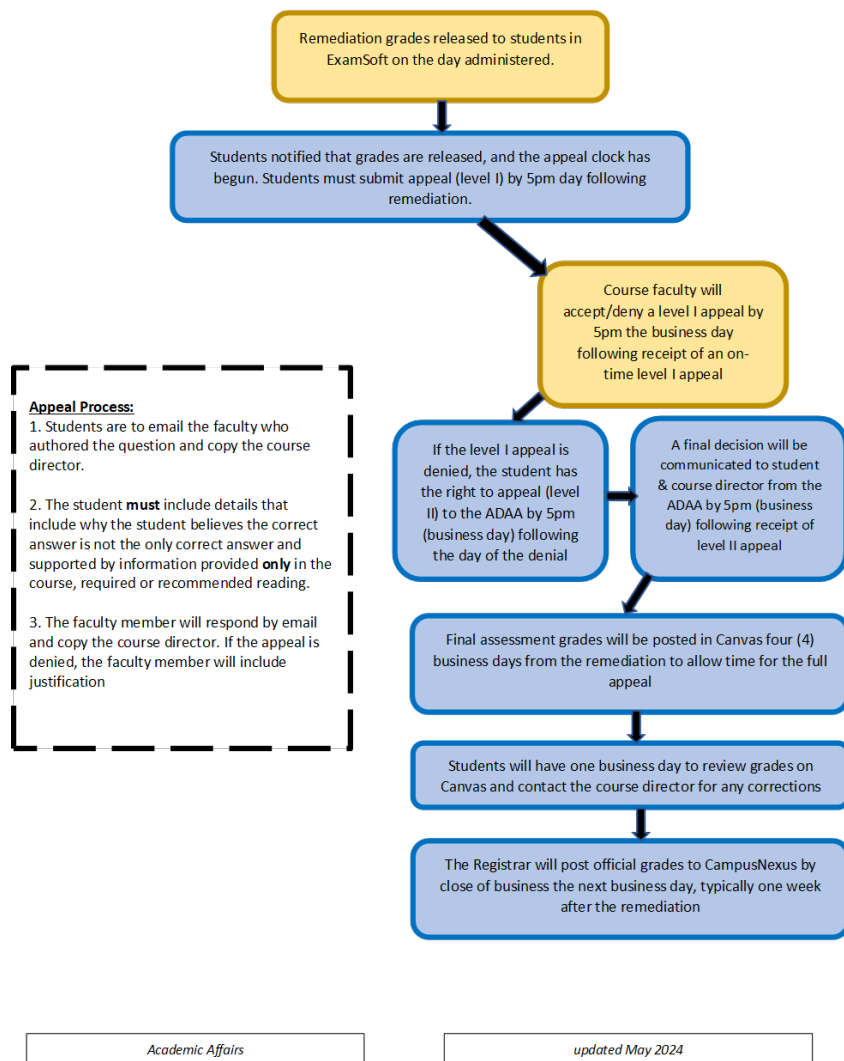 Remediation grades released to students in
ExamSoft on the day administered.
Students notified that grades are released, and the appeal clock has
begun. Students must submit appeal (level I) by 5pm day following
remediation.
Course faculty will
accept/deny a level I appeal by
5pm the business day
following receipt of an on-
time level I appeal
Appeal Process:
1. Students are to email the faculty who
authored the question and copy the course
director.
2. The student must include details that
include why the student believes the correct
answer is not the only correct answer and
supported by information provided only in the
course, required or recommended reading.
3. The faculty member will respond by email
and copy the course director. If the appeal is
denied, the faculty member will include
justification
If the level I appeal is
denied, the student has
the right to appeal (level
II) to the ADAA by 5pm
(business day) following
the day of the denial
A final decision will be
communicated to student
& course director from the
ADAA by 5pm (business
day) following receipt of
level II appeal
Final assessment grades will be posted in Canvas four (4)
business days from the remediation to allow time for the full
appeal
Students will have one business day to review grades on
Canvas and contact the course director for any corrections
The Registrar will post official grades to CampusNexus by
close of business the next business day, typically one week
after the remediation
Academic Affairs
updated May 2024